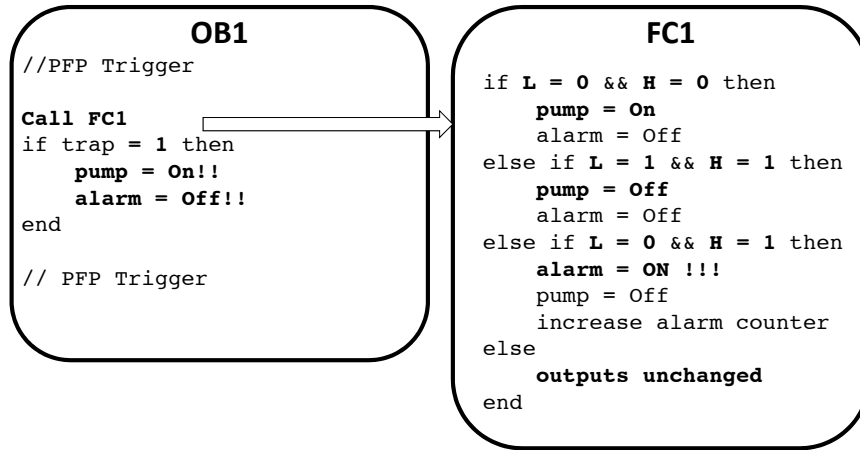 OB1
//PFP Trigger
Call FC1
if trap = 1 then
pump = On!!
alarm = Off!!
end
// PFP Trigger
FC1
if L = 0 && H = 0 then
pump = On
alarm = Off
else if L = 1 && H = 1 then
pump = Off
alarm = Off
else if L = 0 && H = 1 then
alarm = ON !!!
pump = Off
increase alarm counter
else
outputs unchanged
end